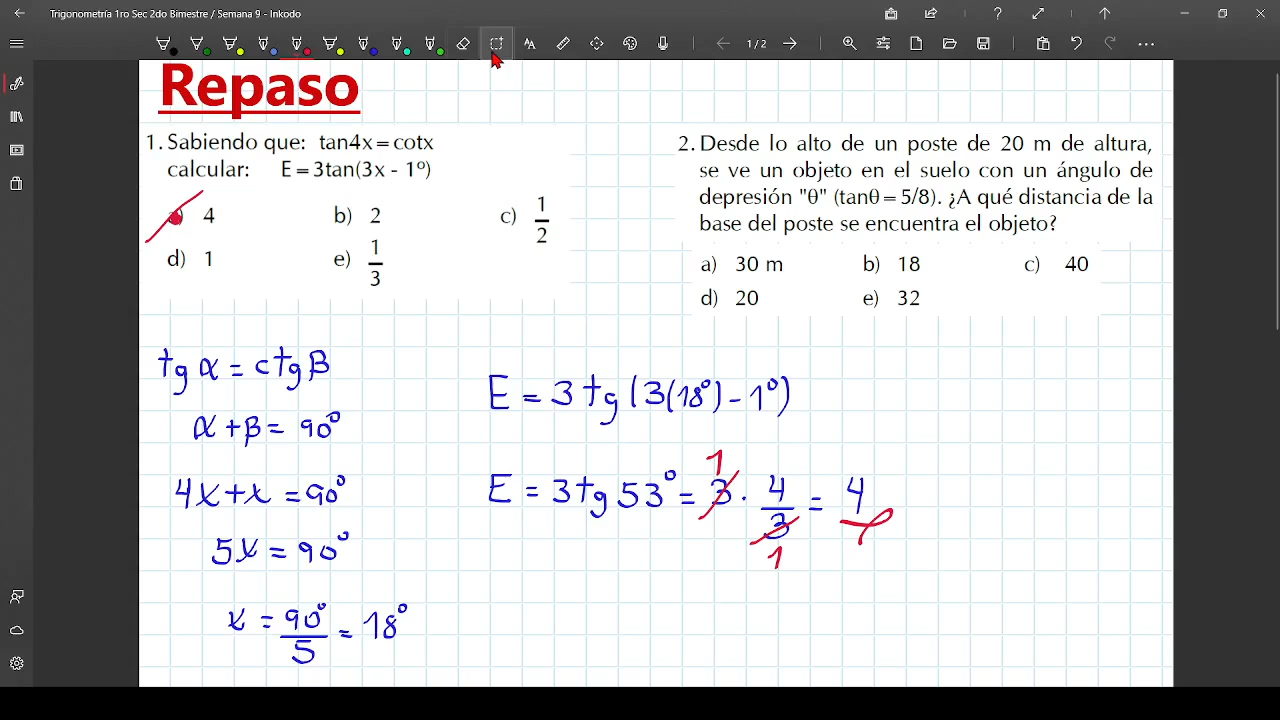 Trigonometría 1ro Sec 2do Bimestre / Semana 9 - Inkodo
1/2
Repaso
1. Sabiendo que: tan4x=cotx
calcular: E=3tan(3x - 1º)
a) 4 b) 2 c) 1/2
d) 1 e) 1/3
2. Desde lo alto de un poste de 20 m de altura,
se ve un objeto en el suelo con un ángulo de
depresión "θ" (tanθ=5/8). ¿A qué distancia de la
base del poste se encuentra el objeto?
a) 30 m b) 18 c) 40
d) 20 e) 32
tg α = ctg β
α + β = 90°
4x + x = 90°
5x = 90°
x = 90°/5 = 18°
E = 3 tg (3(18°) - 1°)
E = 3 tg 53° = 3 · 4/3 = 4
1
1